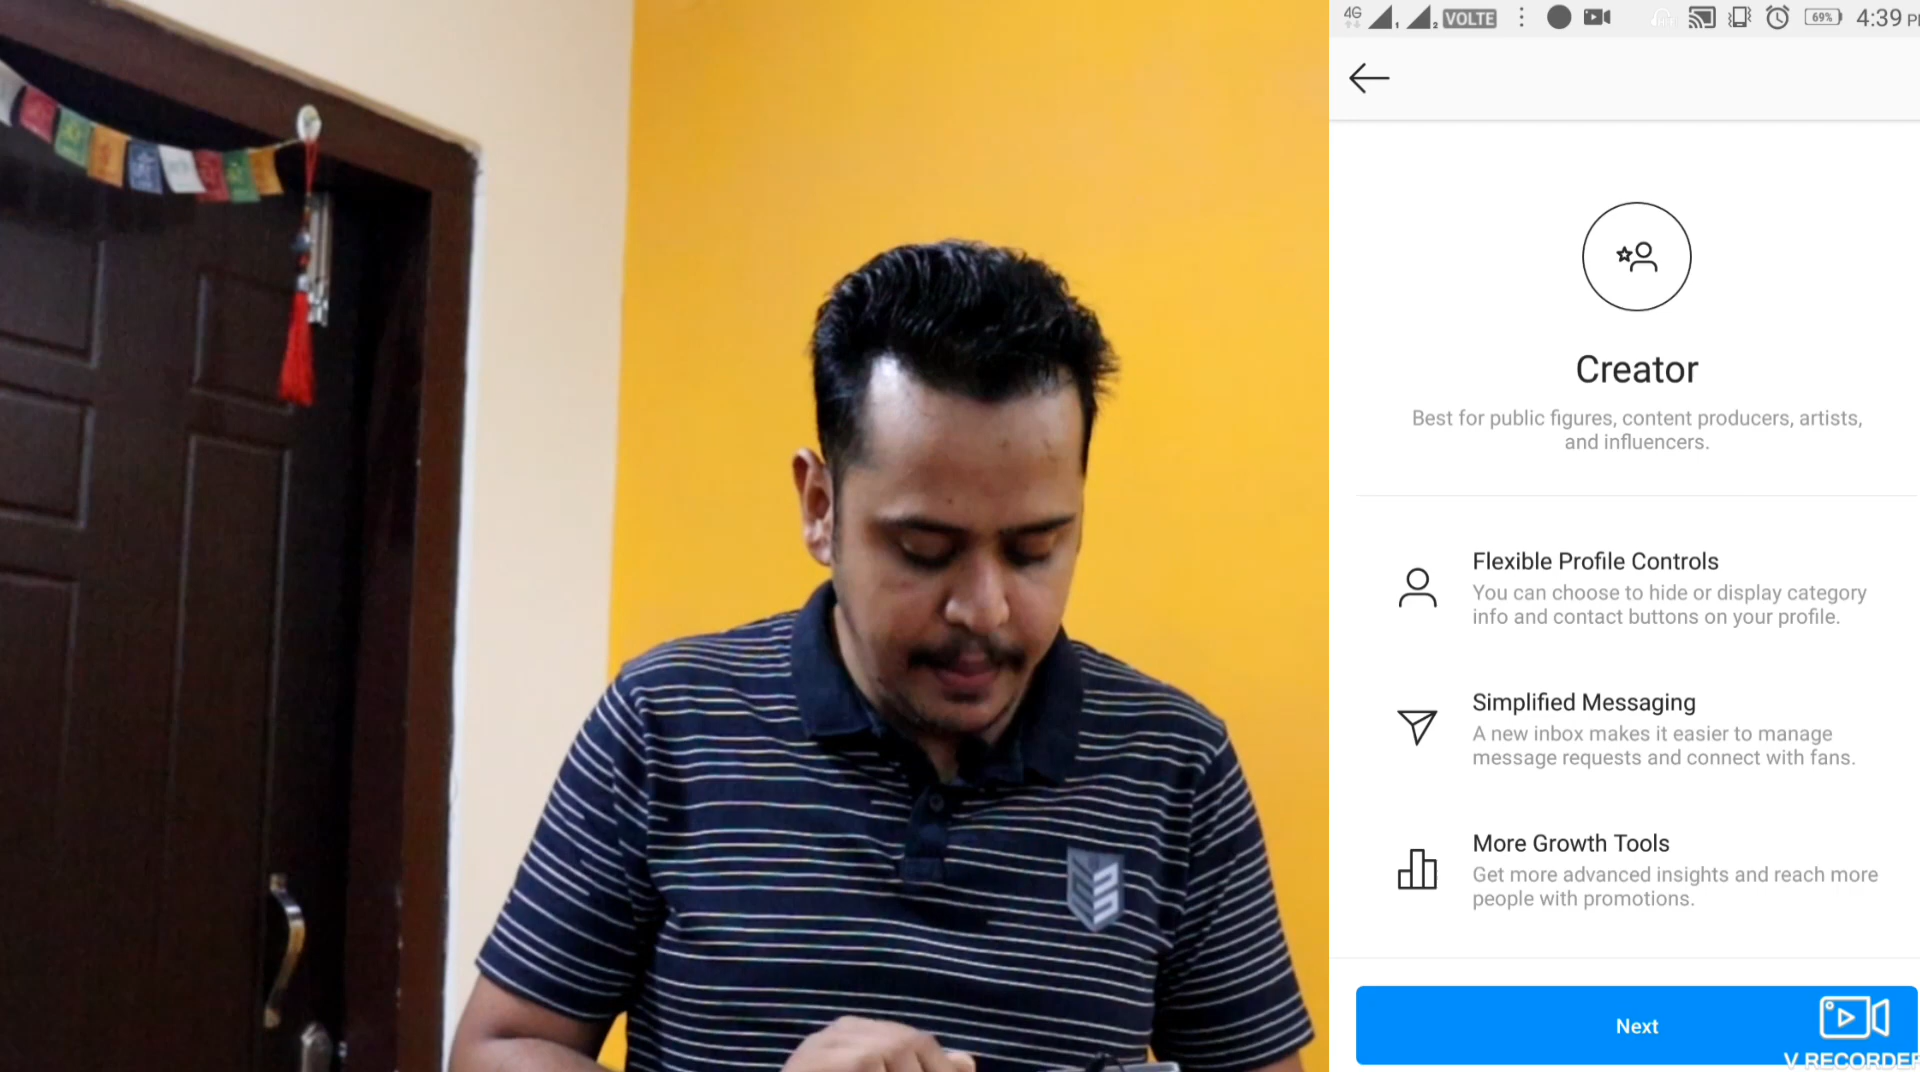 4G 1 2 VOLTE 69% 4:39 P
Creator
Best for public figures, content producers, artists,
and influencers.
Flexible Profile Controls
You can choose to hide or display category
info and contact buttons on your profile.
Simplified Messaging
A new inbox makes it easier to manage
message requests and connect with fans.
More Growth Tools
Get more advanced insights and reach more
people with promotions.
Next
V RECORDER